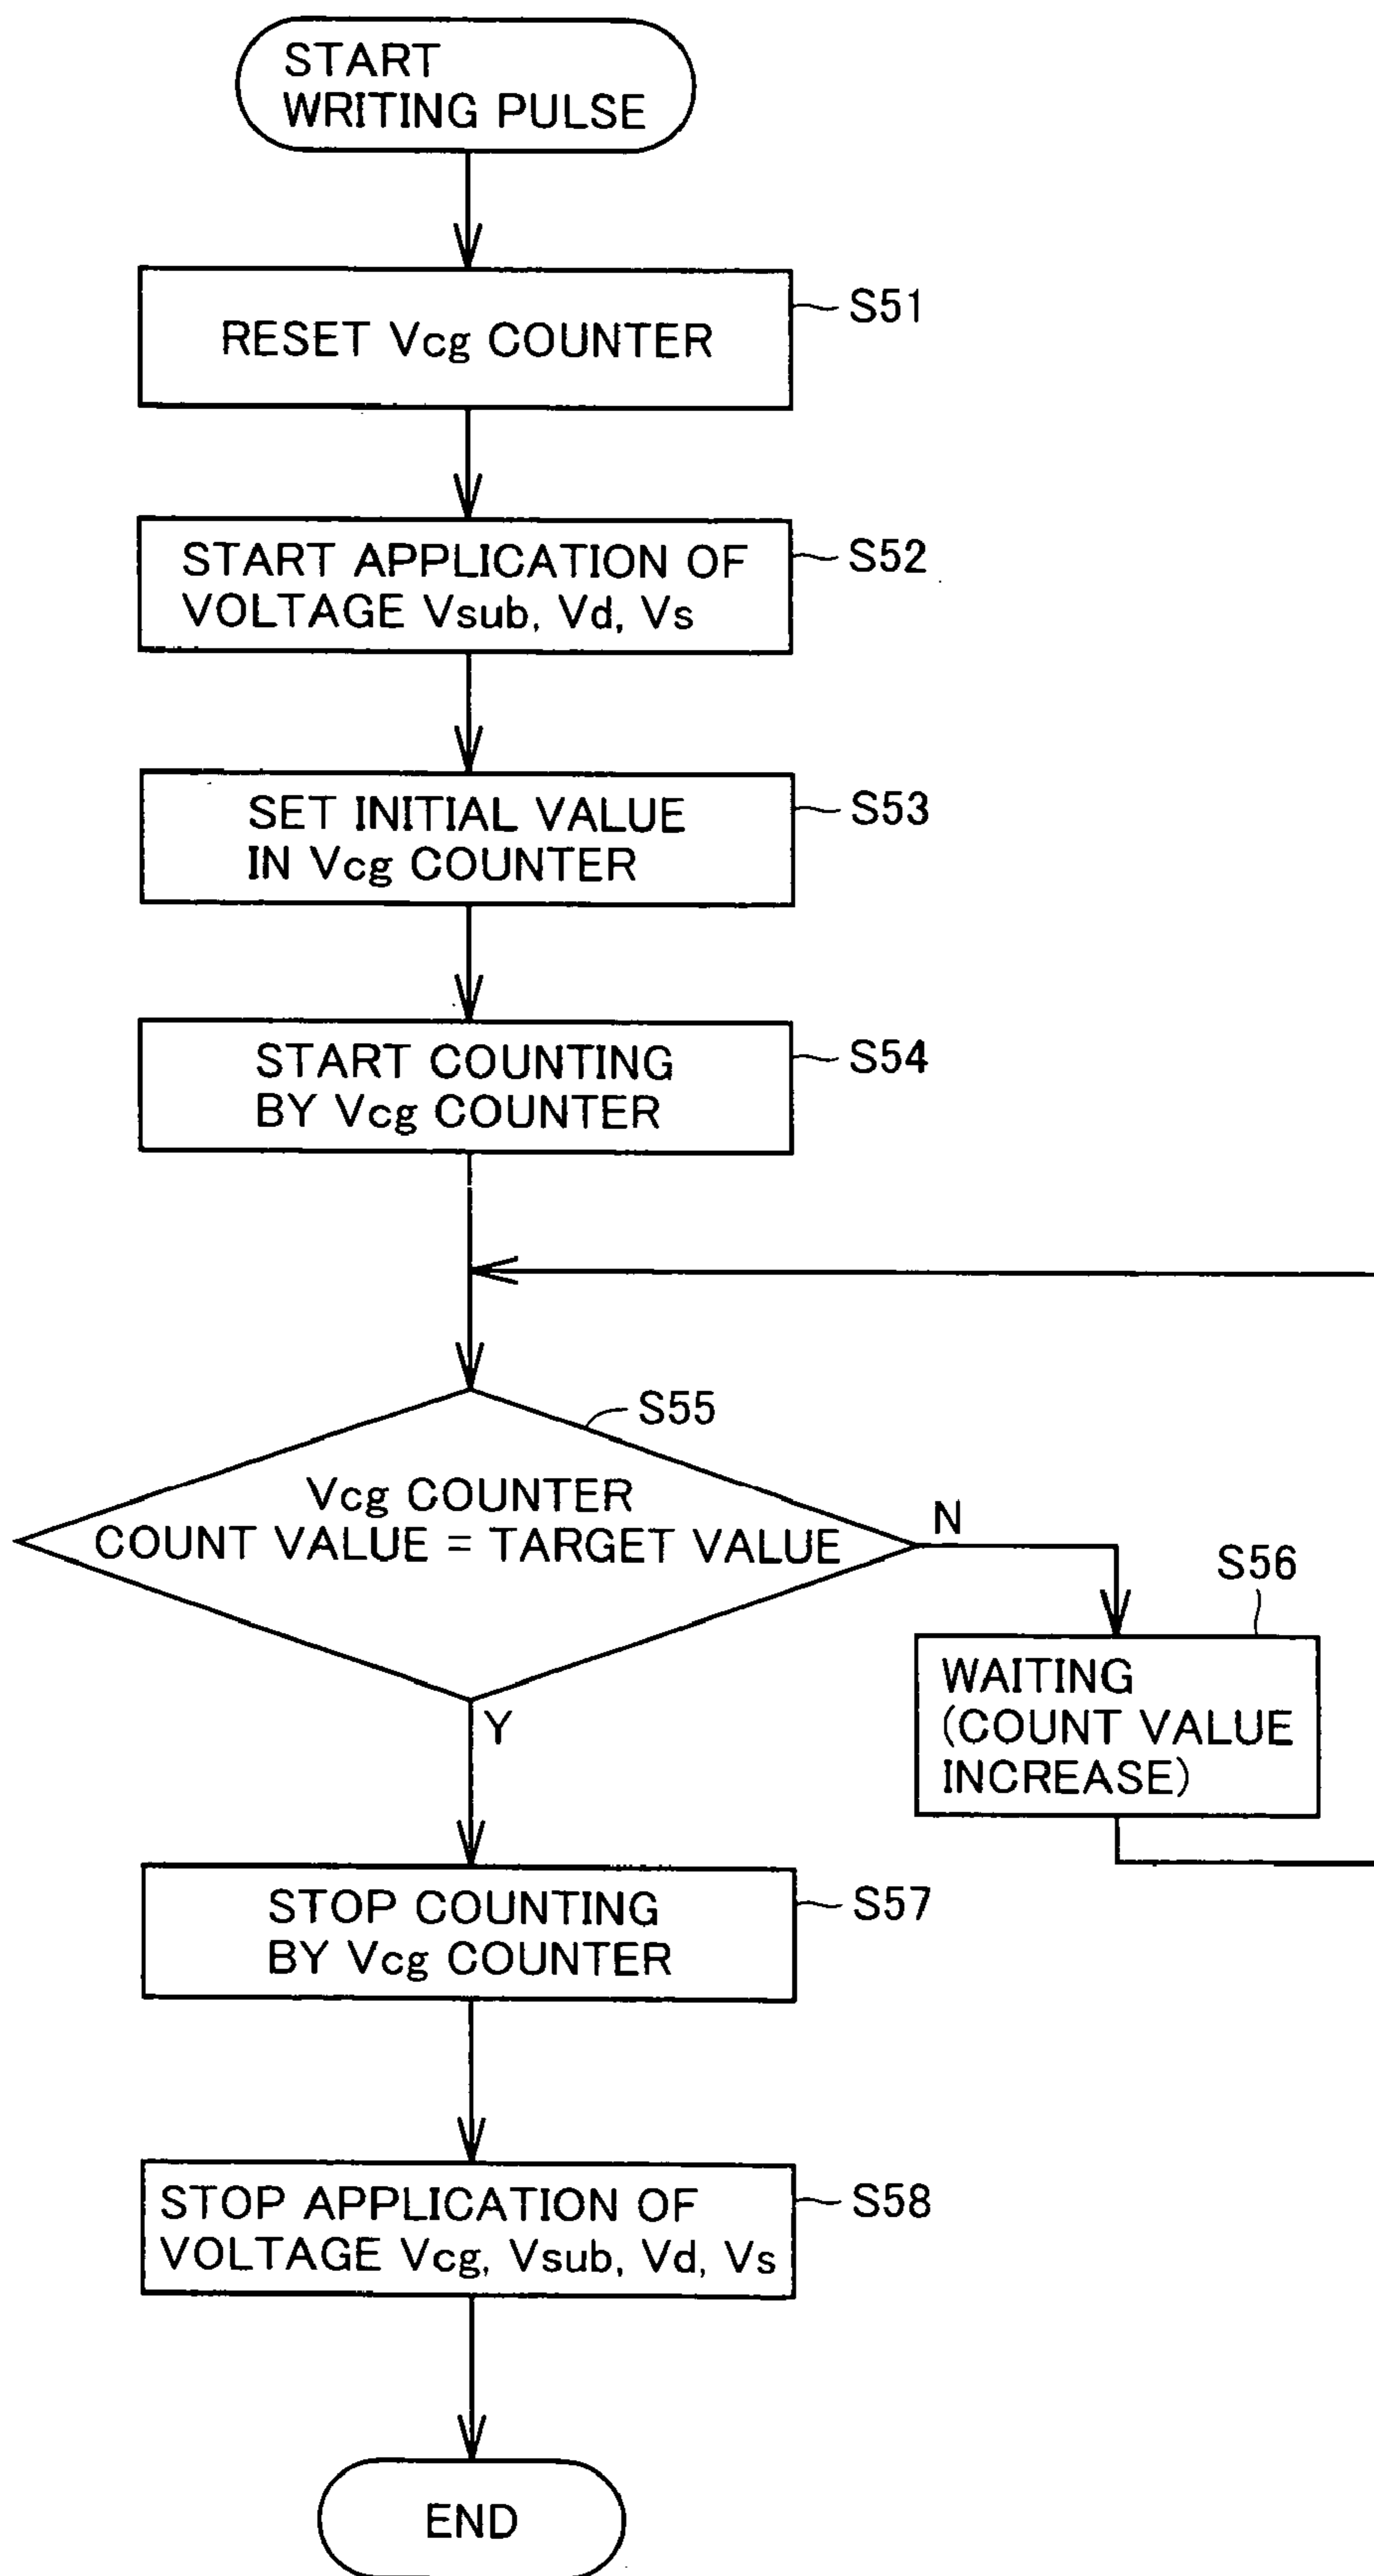 START
WRITING PULSE
RESET Vcg COUNTER
S51
START APPLICATION OF
VOLTAGE Vsub, Vd, Vs
S52
SET INITIAL VALUE
IN Vcg COUNTER
S53
START COUNTING
BY Vcg COUNTER
S54
S55
Vcg COUNTER
COUNT VALUE = TARGET VALUE
N
S56
WAITING
(COUNT VALUE
INCREASE)
Y
STOP COUNTING
BY Vcg COUNTER
S57
STOP APPLICATION OF
VOLTAGE Vcg, Vsub, Vd, Vs
S58
END